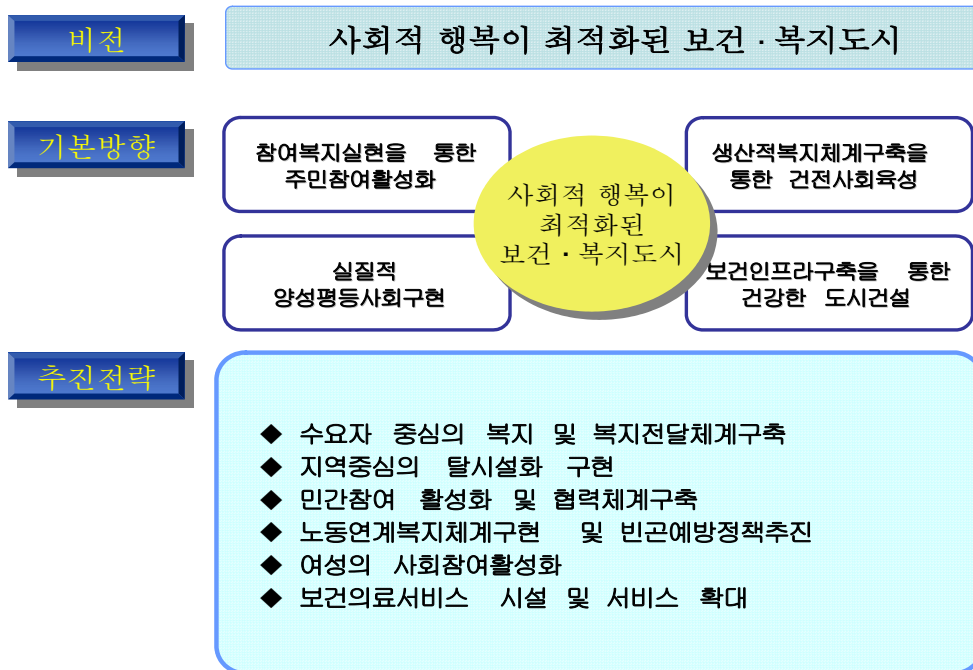 비전
사회적 행복이 최적화된 보건·복지도시
기본방향
참여복지실현을 통한
주민참여활성화
생산적복지체계구축을
통한 건전사회육성
사회적 행복이
최적화된
보건·복지도시
실질적
양성평등사회구현
보건인프라구축을 통한
건강한 도시건설
추진전략
◆ 수요자 중심의 복지 및 복지전달체계구축
◆ 지역중심의 탈시설화 구현
◆ 민간참여 활성화 및 협력체계구축
◆ 노동연계복지체계구현 및 빈곤예방정책추진
◆ 여성의 사회참여활성화
◆ 보건의료서비스 시설 및 서비스 확대